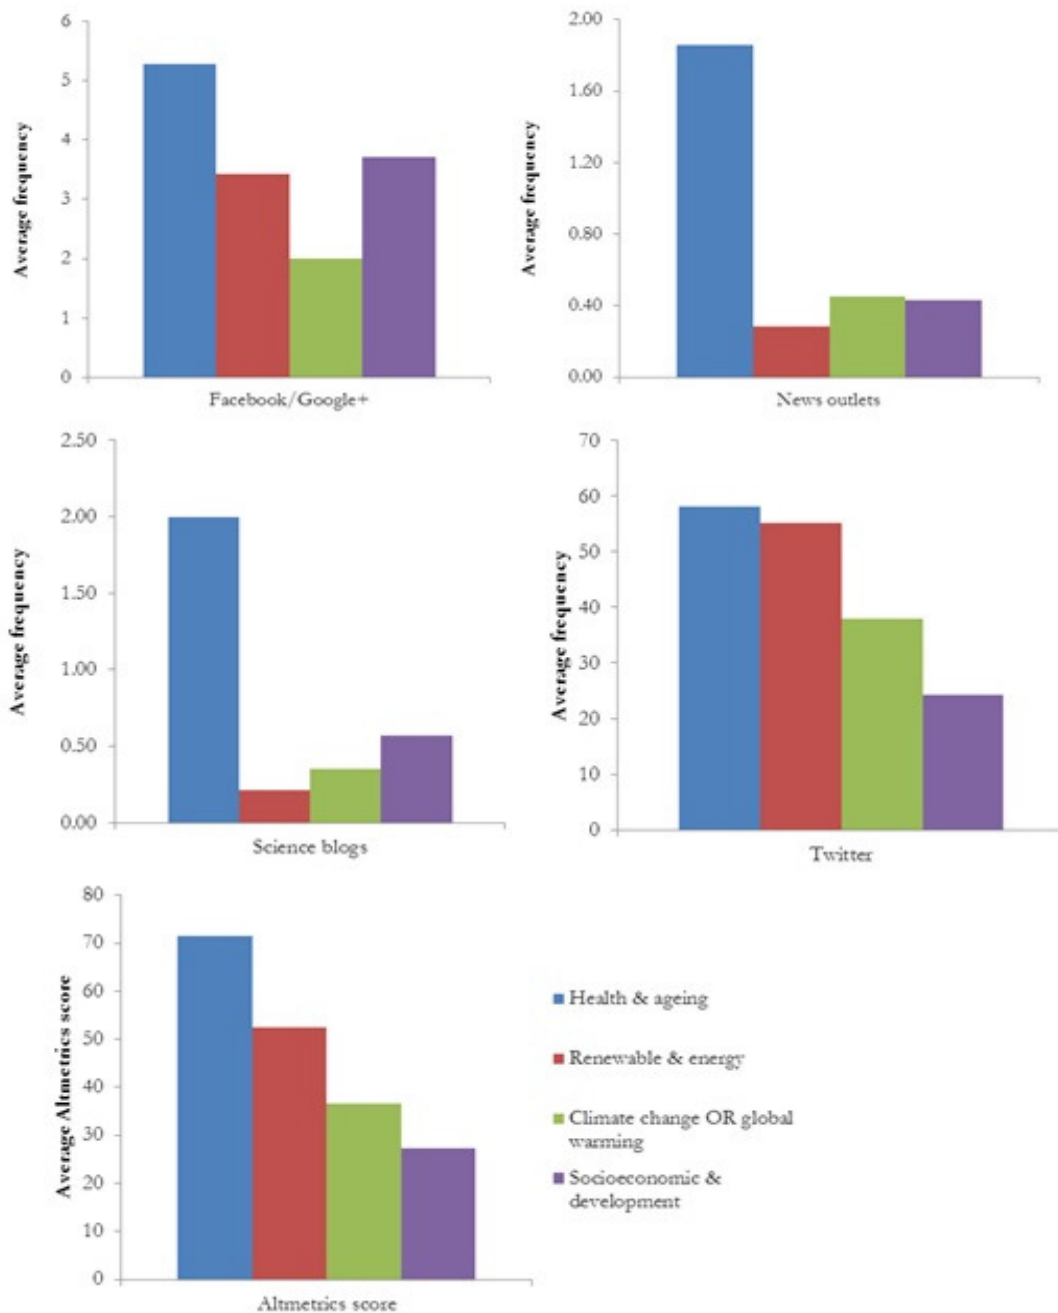 6
5
4
3
2
1
0
Average frequency
Facebook/Google+
2.00
1.60
1.20
0.80
0.40
0.00
Average frequency
News outlets
2.50
2.00
1.50
1.00
0.50
0.00
Average frequency
Science blogs
70
60
50
40
30
20
10
0
Average frequency
Twitter
80
70
60
50
40
30
20
10
0
Average Altmetrics score
Altmetrics score
Health & ageing
Renewable & energy
Climate change OR global
warming
Socioeconomic &
development